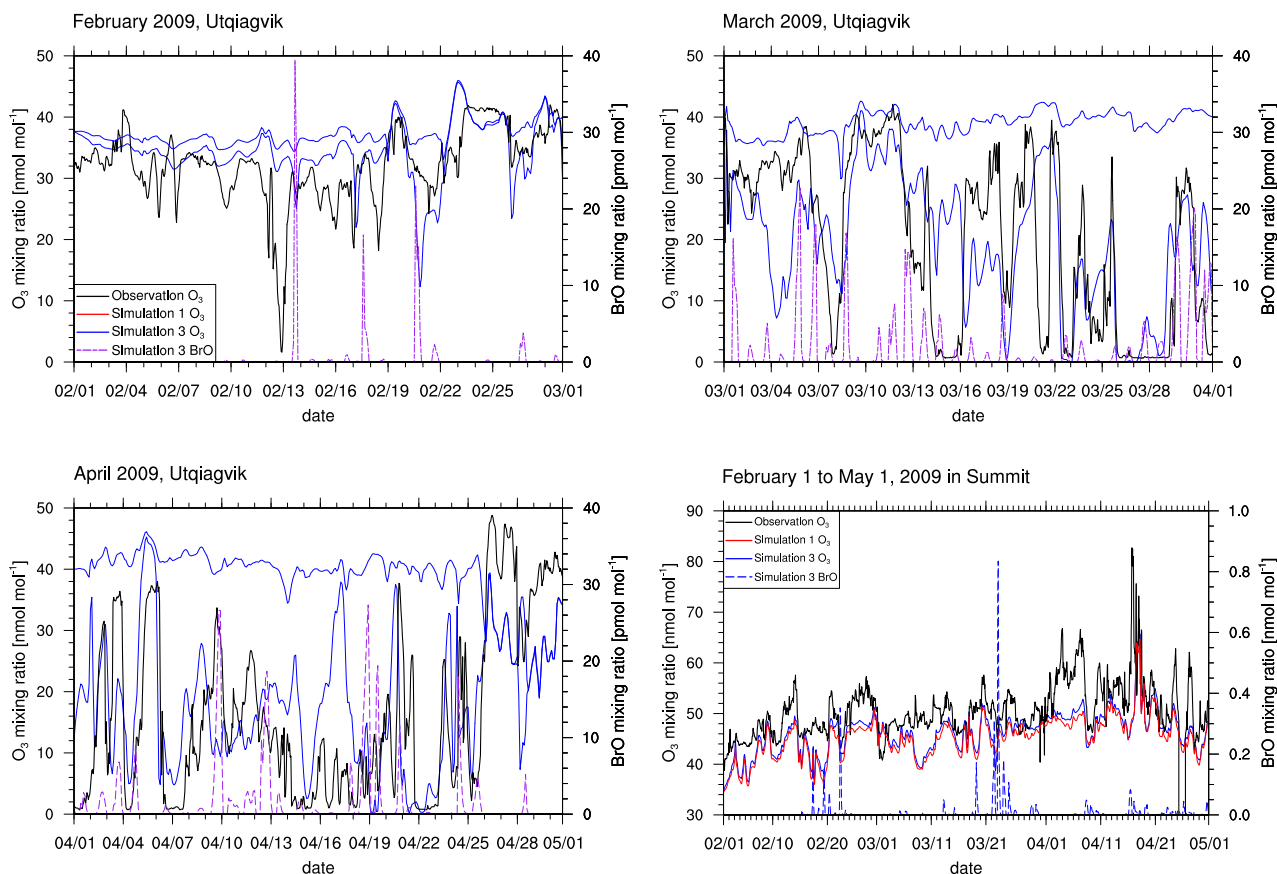 February 2009, Utqiagvik
50
40
30
20
10
0
O3 mixing ratio [nmol mol-1]
40
30
20
10
0
BrO mixing ratio [pmol mol-1]
Observation O3
SImulation 1 O3
SImulation 3 O3
SImulation 3 BrO
02/01 02/04 02/07 02/10 02/13 02/16 02/19 02/22 02/25 03/01
date
March 2009, Utqiagvik
50
40
30
20
10
0
O3 mixing ratio [nmol mol-1]
40
30
20
10
0
BrO mixing ratio [pmol mol-1]
03/01 03/04 03/07 03/10 03/13 03/16 03/19 03/22 03/25 03/28 04/01
date
April 2009, Utqiagvik
50
40
30
20
10
0
O3 mixing ratio [nmol mol-1]
40
30
20
10
0
BrO mixing ratio [pmol mol-1]
04/01 04/04 04/07 04/10 04/13 04/16 04/19 04/22 04/25 04/28 05/01
date
February 1 to May 1, 2009 in Summit
90
80
70
60
50
40
30
O3 mixing ratio [nmol mol-1]
1.0
0.8
0.6
0.4
0.2
0.0
BrO mixing ratio [pmol mol-1]
Observation O3
SImulation 1 O3
Simulation 3 O3
Simulation 3 BrO
02/01 02/10 02/20 03/01 03/11 03/21 04/01 04/11 04/21 05/01
date